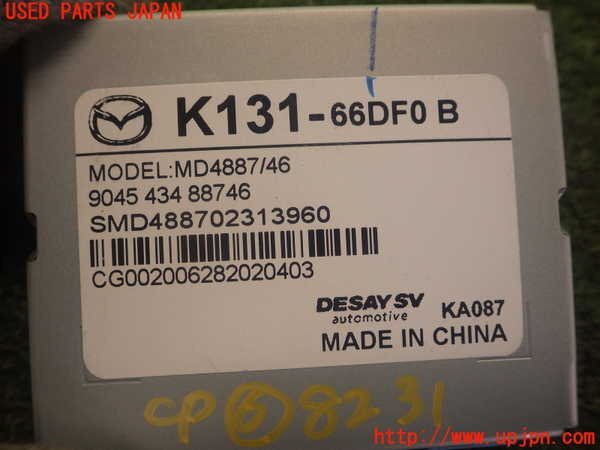 USED PARTS JAPAN
K131-66DF0 B
MODEL:MD4887/46
9045 434 88746
SMD488702313960
CG002006282020403
DESAY SV
automotive
KA087
MADE IN CHINA
CP⑥8231
http://www.upjpn.com/